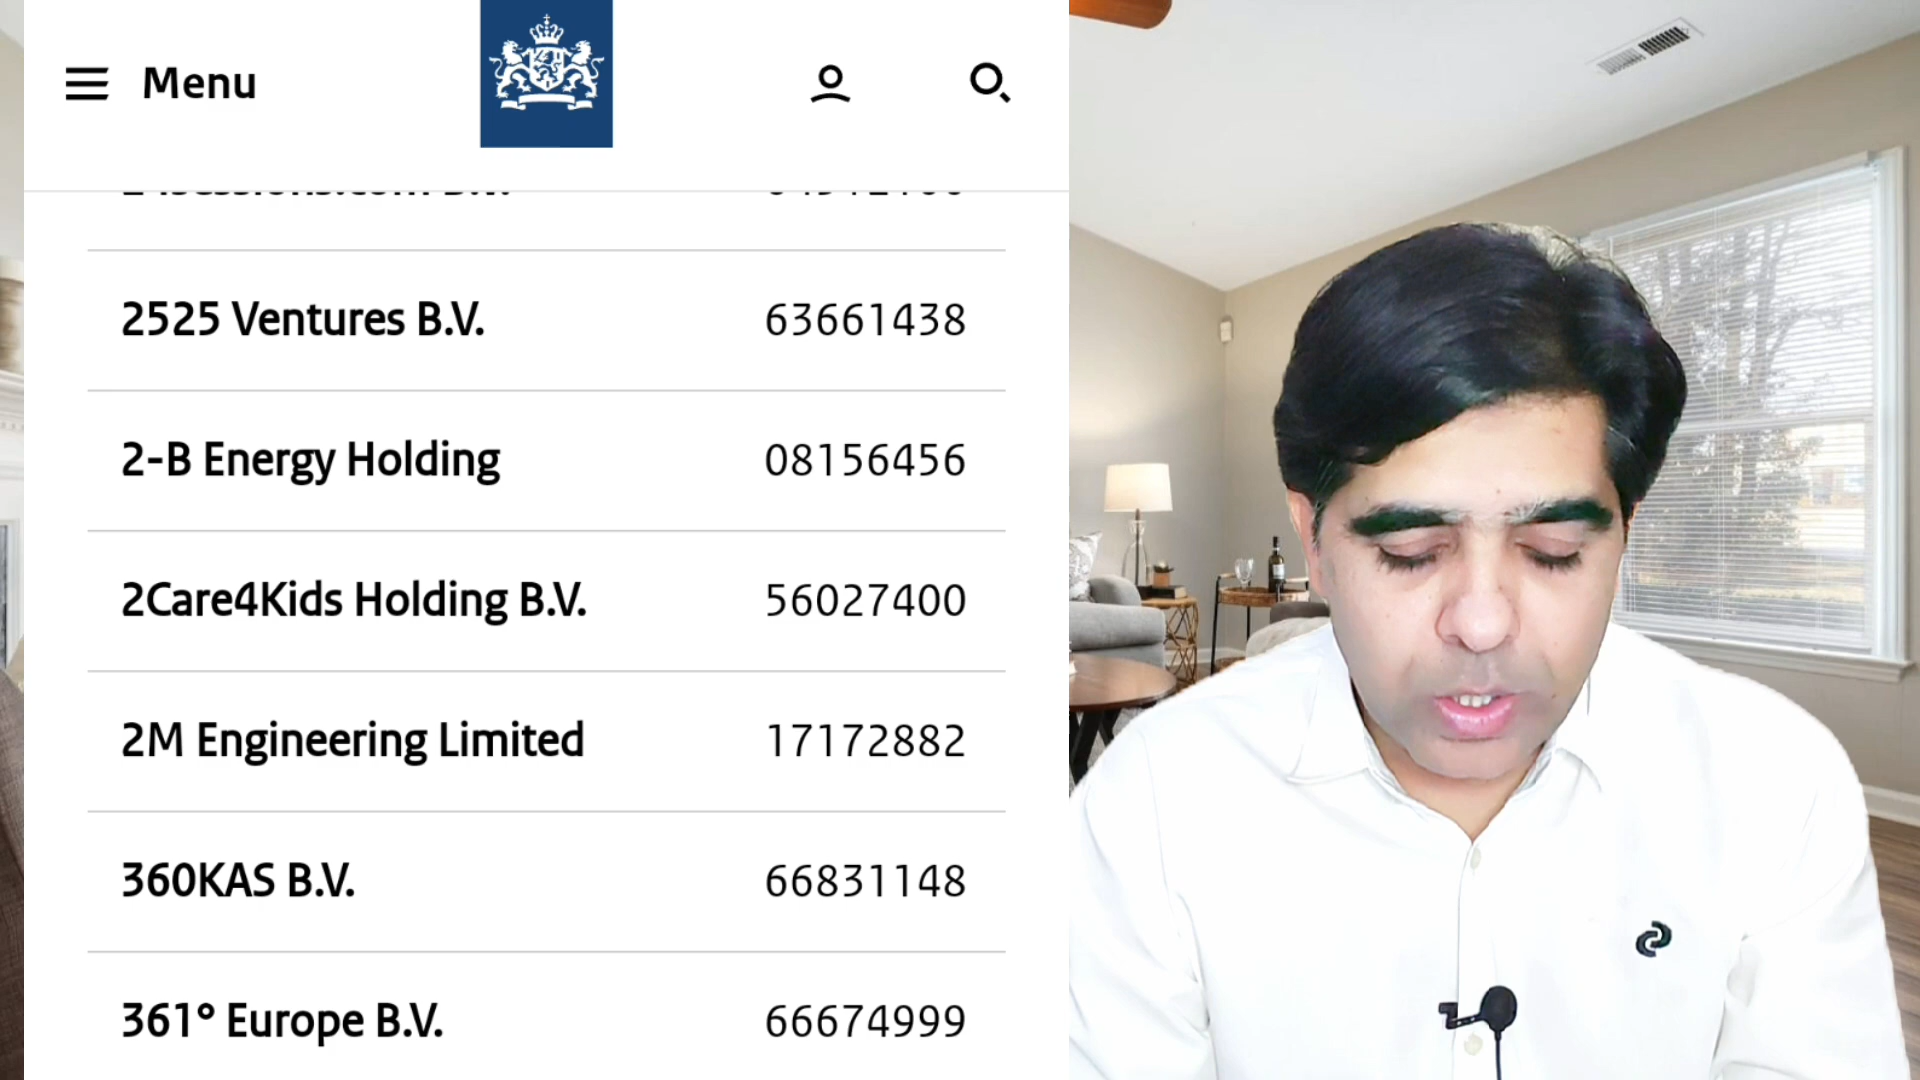 Menu
2525 Ventures B.V. 63661438
2-B Energy Holding 08156456
2Care4Kids Holding B.V. 56027400
2M Engineering Limited 17172882
360KAS B.V. 66831148
361° Europe B.V. 66674999